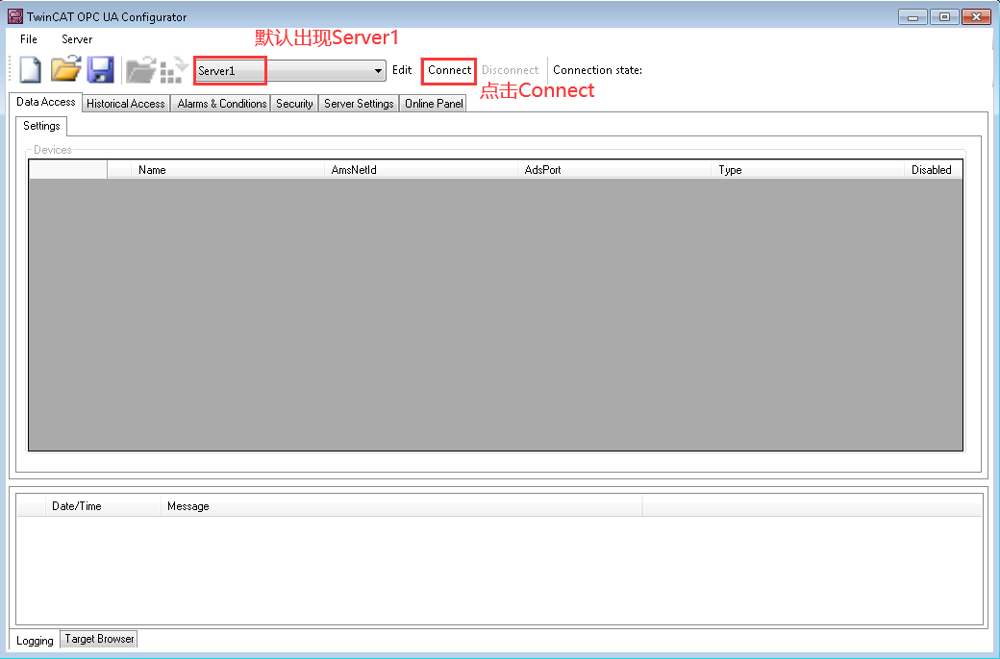 TwinCAT OPC UA Configurator
File Server
默认出现Server1
Server1 Edit Connect Disconnect Connection state:
点击Connect
Data Access Historical Access Alarms & Conditions Security Server Settings Online Panel
Settings
Devices
Name AmsNetId AdsPort Type Disabled
Date/Time Message
Logging Target Browser